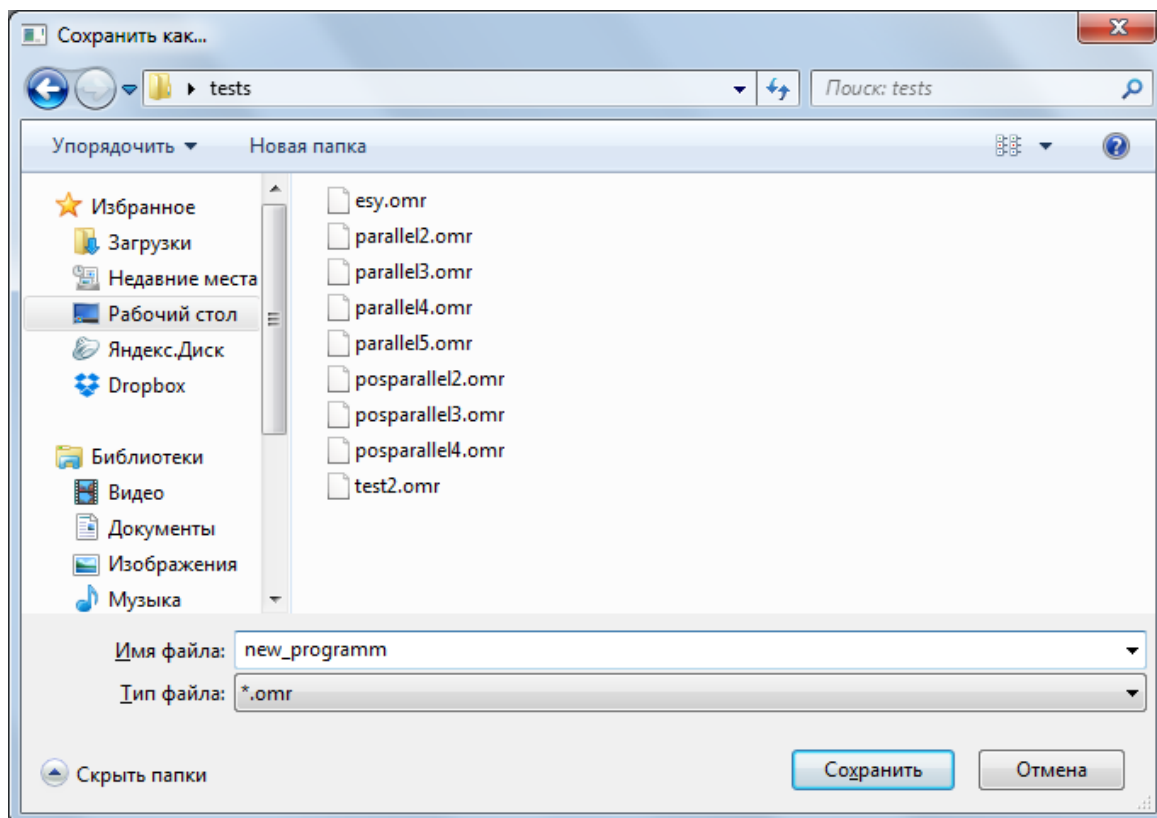 Сохранить как...
tests
Поиск: tests
Упорядочить Новая папка
Избранное
Загрузки
Недавние места
Рабочий стол
Яндекс.Диск
Dropbox
Библиотеки
Видео
Документы
Изображения
Музыка
esy.omr
parallel2.omr
parallel3.omr
parallel4.omr
parallel5.omr
posparallel2.omr
posparallel3.omr
posparallel4.omr
test2.omr
Имя файла: new_programm
Тип файла: *.omr
Скрыть папки
Сохранить Отмена